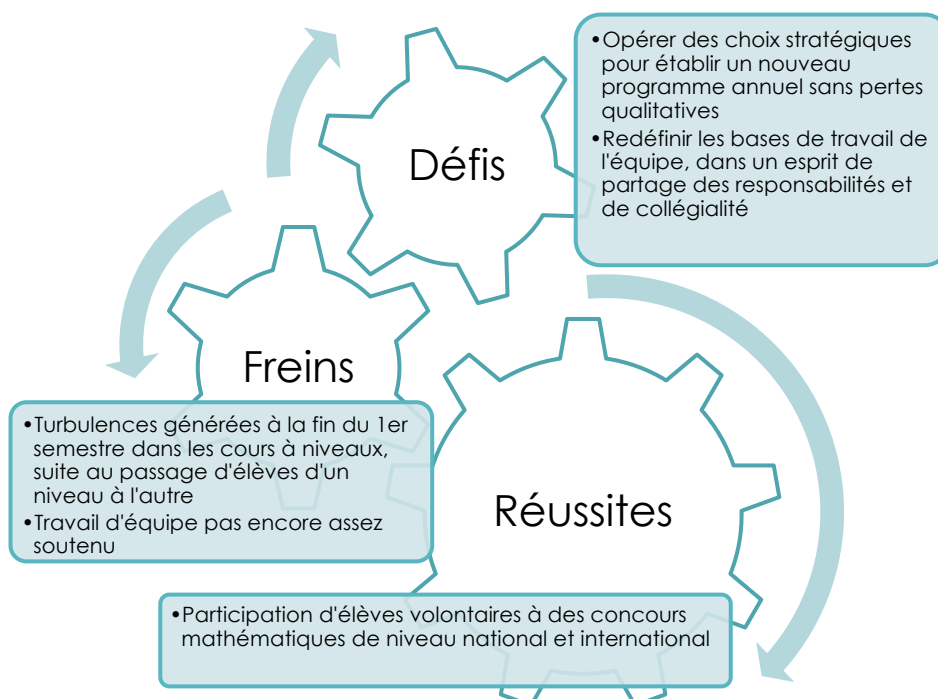 Défis
•Opérer des choix stratégiques
pour établir un nouveau
programme annuel sans pertes
qualitatives
•Redéfinir les bases de travail de
l'équipe, dans un esprit de
partage des responsabilités et
de collégialité
Freins
•Turbulences générées à la fin du 1er
semestre dans les cours à niveaux,
suite au passage d'élèves d'un
niveau à l'autre
•Travail d'équipe pas encore assez
soutenu
Réussites
•Participation d'élèves volontaires à des concours
mathématiques de niveau national et international